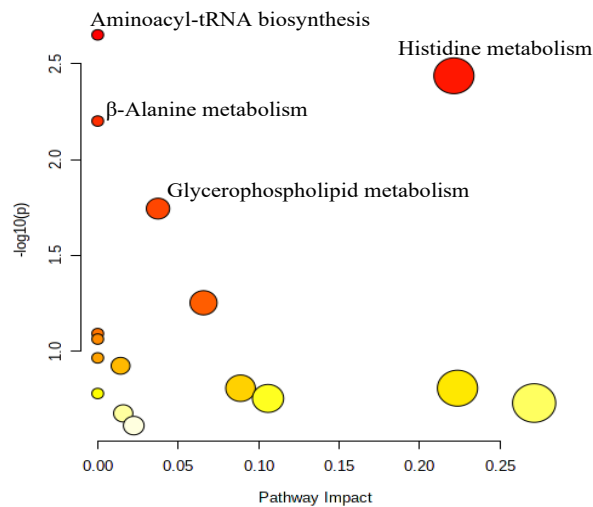 Aminoacyl-tRNA biosynthesis
Histidine metabolism
β-Alanine metabolism
Glycerophospholipid metabolism
-log10(p)
2.5
2.0
1.5
1.0
0.00 0.05 0.10 0.15 0.20 0.25
Pathway Impact